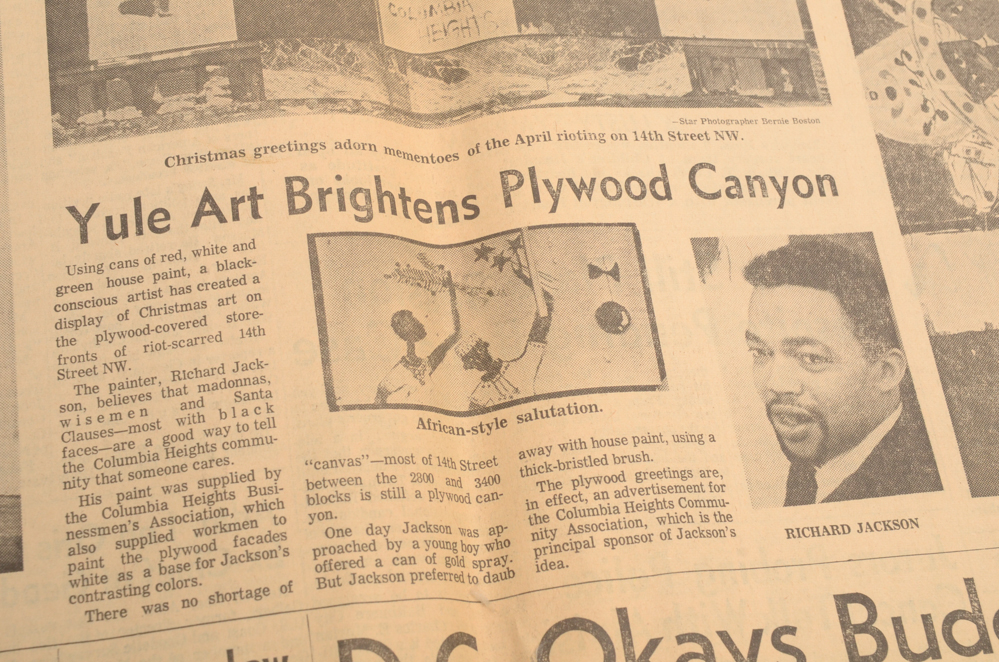 COLUMBIA
HEIGHTS
—Star Photographer Bernie Boston
Christmas greetings adorn mementoes of the April rioting on 14th Street NW.
Yule Art Brightens Plywood Canyon
Using cans of red, white and
green house paint, a black-
conscious artist has created a
display of Christmas art on
the plywood-covered store-
fronts of riot-scarred 14th
Street NW.
The painter, RIchard Jack-
son, believes that madonnas,
wisemen and Santa
Clauses—most with black
faces—are a good way to tell
the Columbia Heights commu-
nity that someone cares.
His paint was supplied by
the Columbia Heights Busi-
nessmen's Association, which
also supplied workmen to
paint the plywood facades
white as a base for Jackson's
contrasting colors.
There was no shortage of
African-style salutation.
"canvas"—most of 14th Street
between the 2800 and 3400
blocks is still a plywood can-
yon.
One day Jackson was ap-
proached by a young boy who
offered a can of gold spray.
But Jackson preferred to daub
away with house paint, using a
thick-bristled brush.
The plywood greetings are,
in effect, an advertisement for
the Columbia Heights Commu-
nity Association, which is the
principal sponsor of Jackson's
idea.
RICHARD JACKSON
D.C. Okays Bud